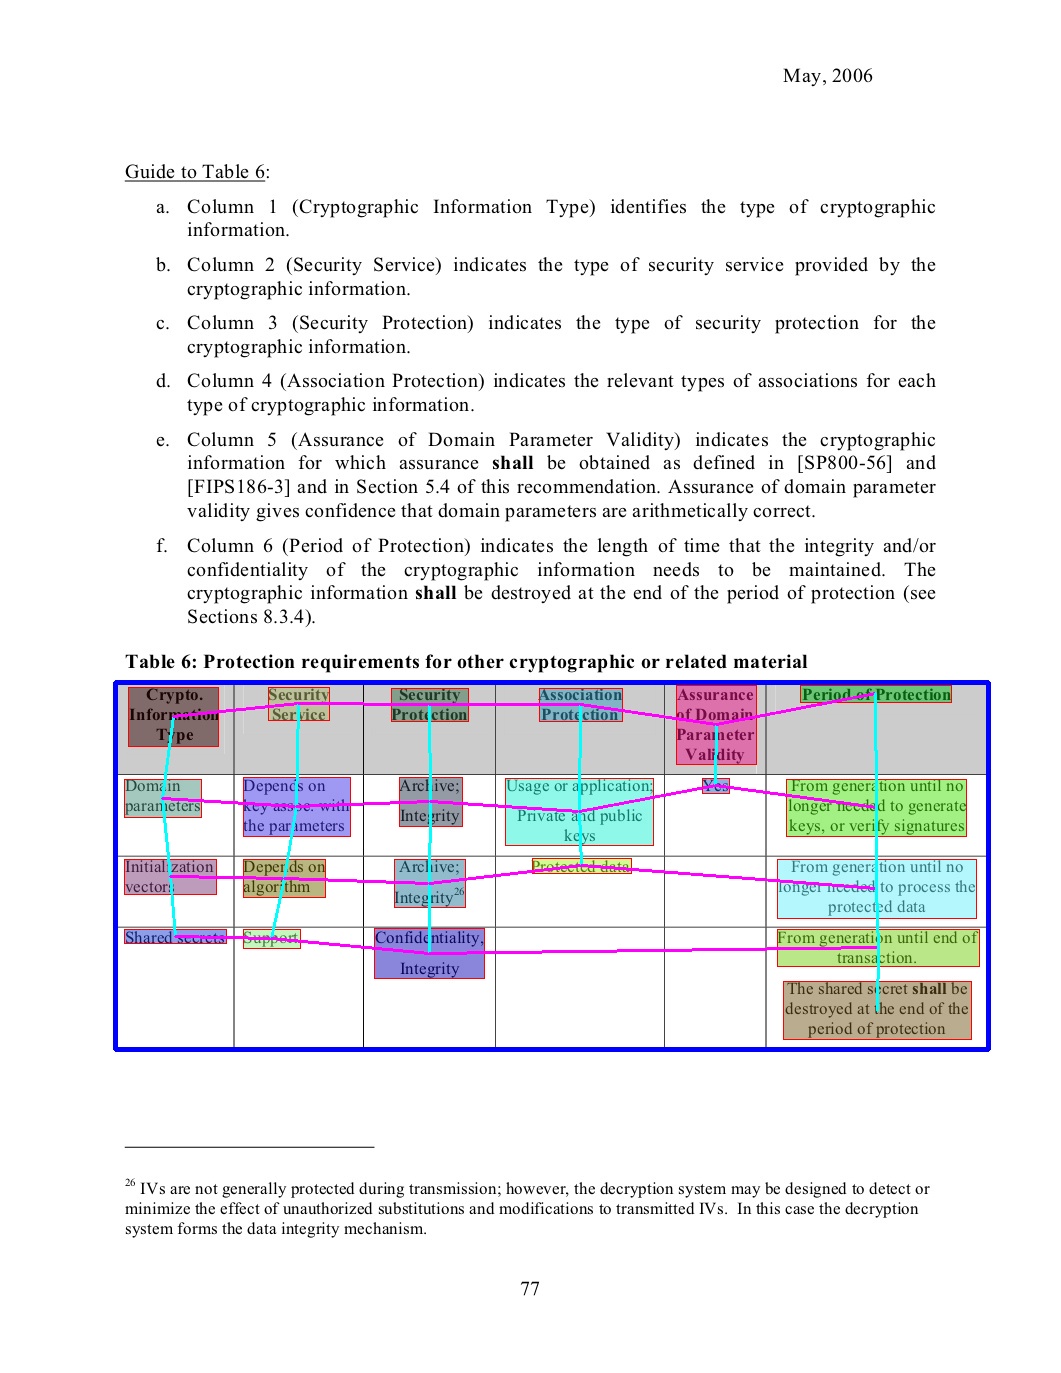 May, 2006
Guide to Table 6:
a. Column 1 (Cryptographic Information Type) identifies the type of cryptographic
information.
b. Column 2 (Security Service) indicates the type of security service provided by the
cryptographic information.
c. Column 3 (Security Protection) indicates the type of security protection for the
cryptographic information.
d. Column 4 (Association Protection) indicates the relevant types of associations for each
type of cryptographic information.
e. Column 5 (Assurance of Domain Parameter Validity) indicates the cryptographic
information for which assurance shall be obtained as defined in [SP800-56] and
[FIPS186-3] and in Section 5.4 of this recommendation. Assurance of domain parameter
validity gives confidence that domain parameters are arithmetically correct.
f. Column 6 (Period of Protection) indicates the length of time that the integrity and/or
confidentiality of the cryptographic information needs to be maintained. The
cryptographic information shall be destroyed at the end of the period of protection (see
Sections 8.3.4).
Table 6: Protection requirements for other cryptographic or related material
Crypto.
Information
Type
Security
Service
Security
Protection
Association
Protection
Assurance
of Domain
Parameter
Validity
Period of Protection
Domain
parameters
Depends on
key assoc. with
the parameters
Archive;
Integrity
Usage or application;
Private and public
keys
Yes
From generation until no
longer needed to generate
keys, or verify signatures
Initialization
vectors
Depends on
algorithm
Archive;
Integrity26
Protected data
From generation until no
longer needed to process the
protected data
Shared secrets
Support
Confidentiality,
Integrity
From generation until end of
transaction.
The shared secret shall be
destroyed at the end of the
period of protection
26 IVs are not generally protected during transmission; however, the decryption system may be designed to detect or
minimize the effect of unauthorized substitutions and modifications to transmitted IVs. In this case the decryption
system forms the data integrity mechanism.
77